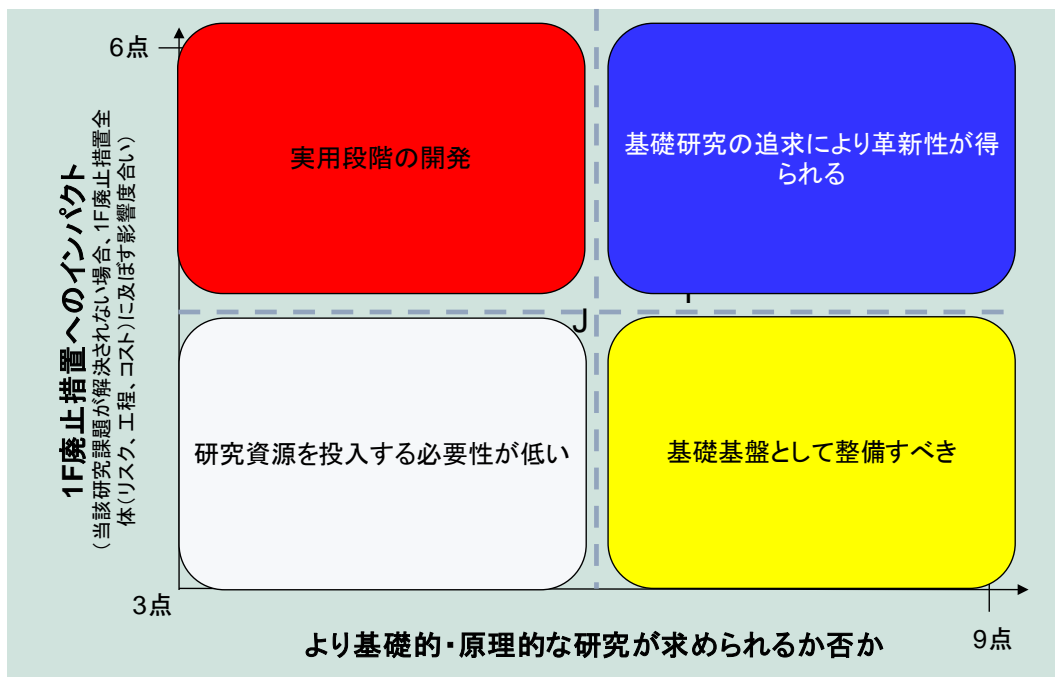 6点
実用段階の開発
基礎研究の追求により革新性が得
られる
1F廃止措置へのインパクト
(当該研究課題が解決されない場合、1F廃止措置全
体(リスク、工程、コスト)に及ぼす影響度合い)
J
研究資源を投入する必要性が低い
基礎基盤として整備すべき
3点
より基礎的・原理的な研究が求められるか否か
9点